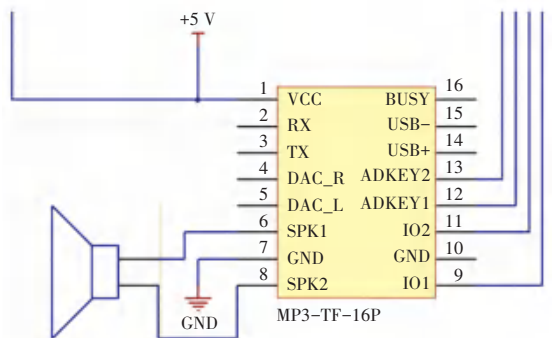 +5 V
1 VCC BUSY 16
2 RX USB- 15
3 TX USB+ 14
4 DAC_R ADKEY2 13
5 DAC_L ADKEY1 12
6 SPK1 IO2 11
7 GND GND 10
8 SPK2 IO1 9
GND
MP3-TF-16P